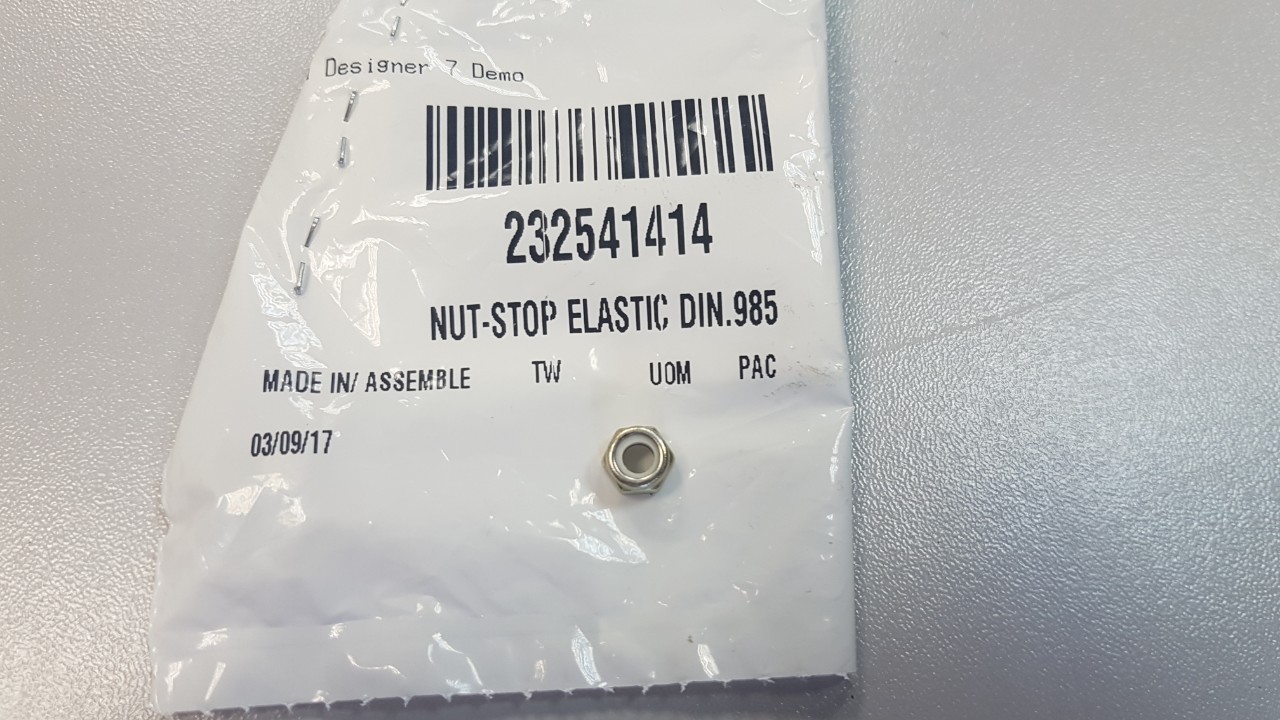 Designer 7 Demo
232541414
NUT-STOP ELASTIC DIN.985
MADE IN/ ASSEMBLE TW UOM PAC
03/09/17